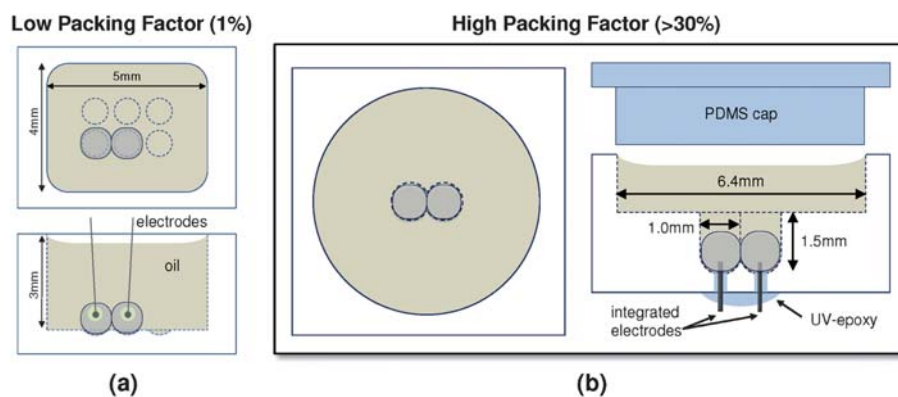 Low Packing Factor (1%)
High Packing Factor (>30%)
5mm
4mm
electrodes
oil
3mm
PDMS cap
6.4mm
1.0mm
1.5mm
integrated
electrodes
UV-epoxy
(a)
(b)